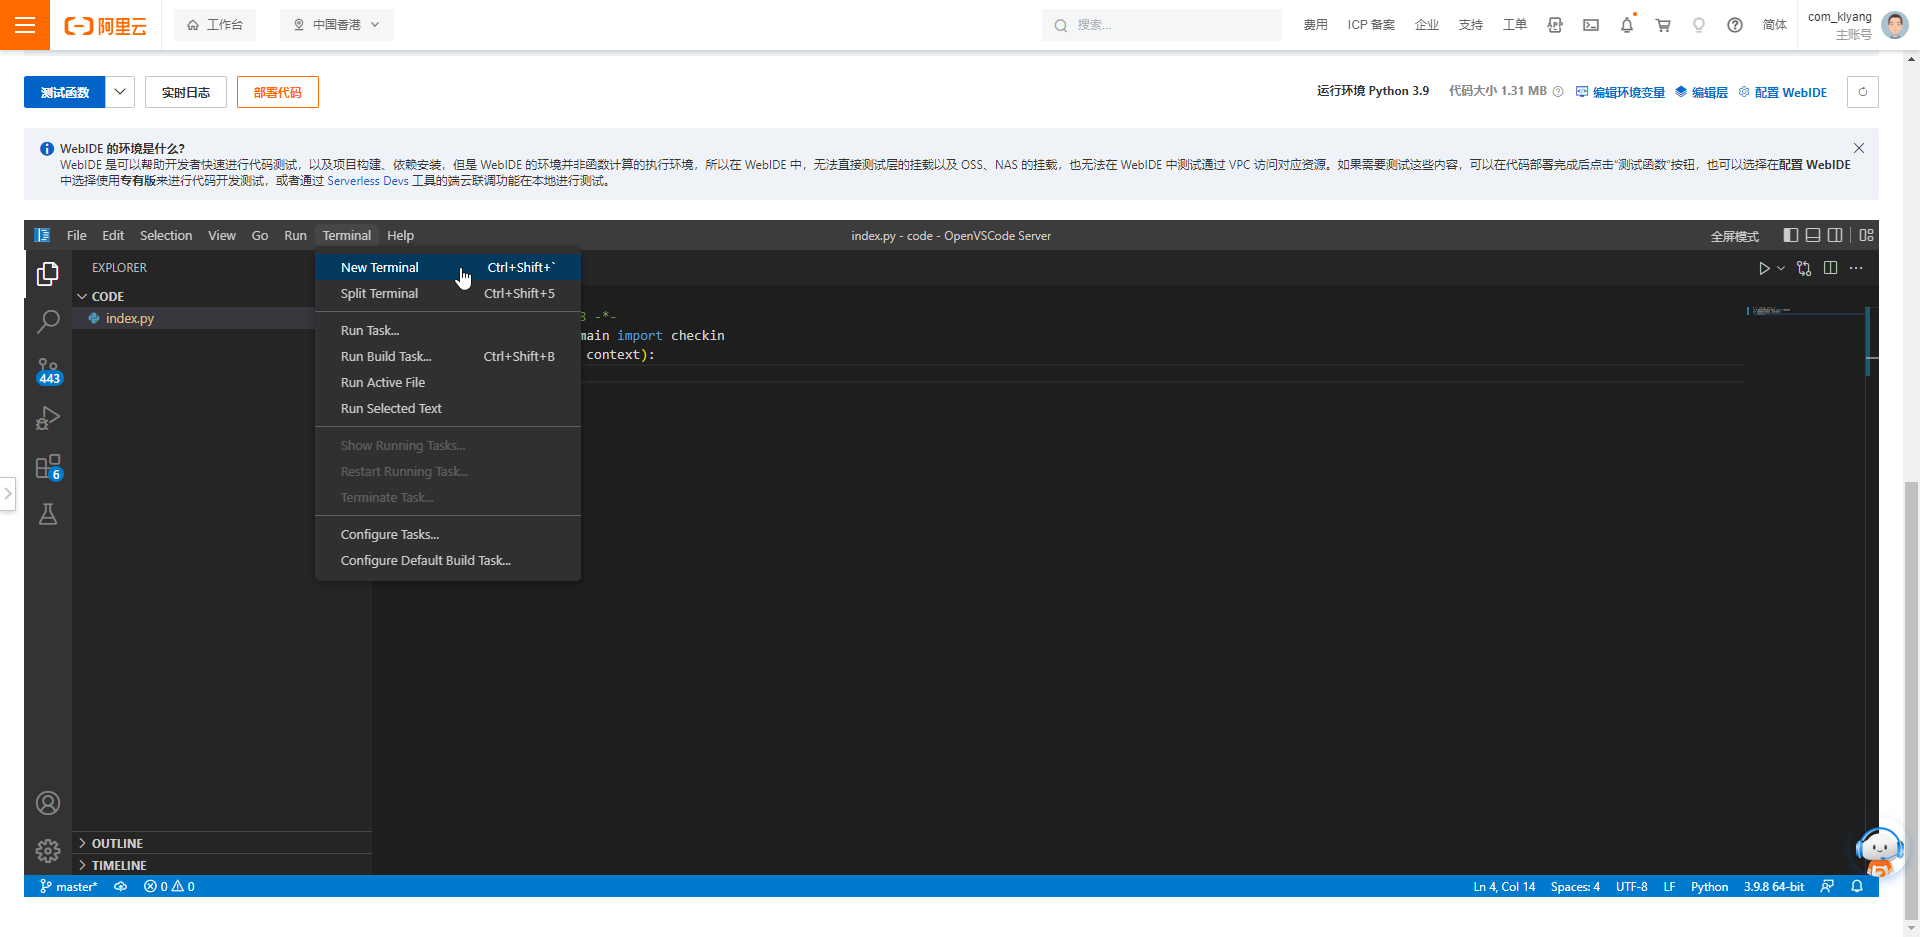 阿里云
工作台
中国香港
搜索...
费用
ICP 备案
企业
支持
工单
简体
com_klyang
主账号
测试函数
实时日志
部署代码
运行环境 Python 3.9
代码大小 1.31 MB
编辑环境变量
编辑层
配置 WebIDE
WebIDE 的环境是什么?
WebIDE 是可以帮助开发者快速进行代码测试，以及项目构建、依赖安装，但是 WebIDE 的环境并非函数计算的执行环境，所以在 WebIDE 中，无法直接测试层的挂载以及 OSS、NAS 的挂载，也无法在 WebIDE 中测试通过 VPC 访问对应资源。如果需要测试这些内容，可以在代码部署完成后点击“测试函数”按钮，也可以选择在配置 WebIDE
中选择使用专有版来进行代码开发测试，或者通过 Serverless Devs 工具的端云联调功能在本地进行测试。
File Edit Selection View Go Run Terminal Help
index.py - code - OpenVSCode Server
全屏模式
EXPLORER
CODE
index.py
New Terminal Ctrl+Shift+`
Split Terminal Ctrl+Shift+5
Run Task...
Run Build Task... Ctrl+Shift+B
Run Active File
Run Selected Text
Show Running Tasks...
Restart Running Task...
Terminate Task...
Configure Tasks...
Configure Default Build Task...
8 -*-
main import checkin
context):
443
6
OUTLINE
TIMELINE
master*
0 0
Ln 4, Col 14
Spaces: 4
UTF-8
LF
Python
3.9.8 64-bit